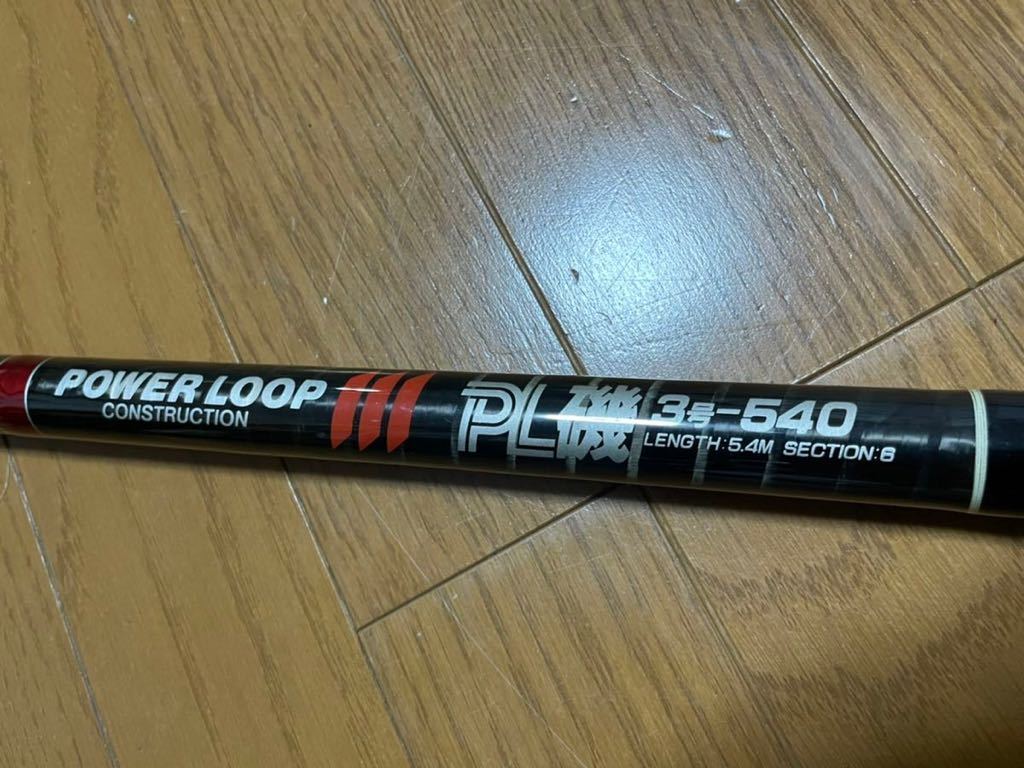 POWER LOOP
CONSTRUCTION
PL磯 3号-540
LENGTH:5.4M SECTION:6